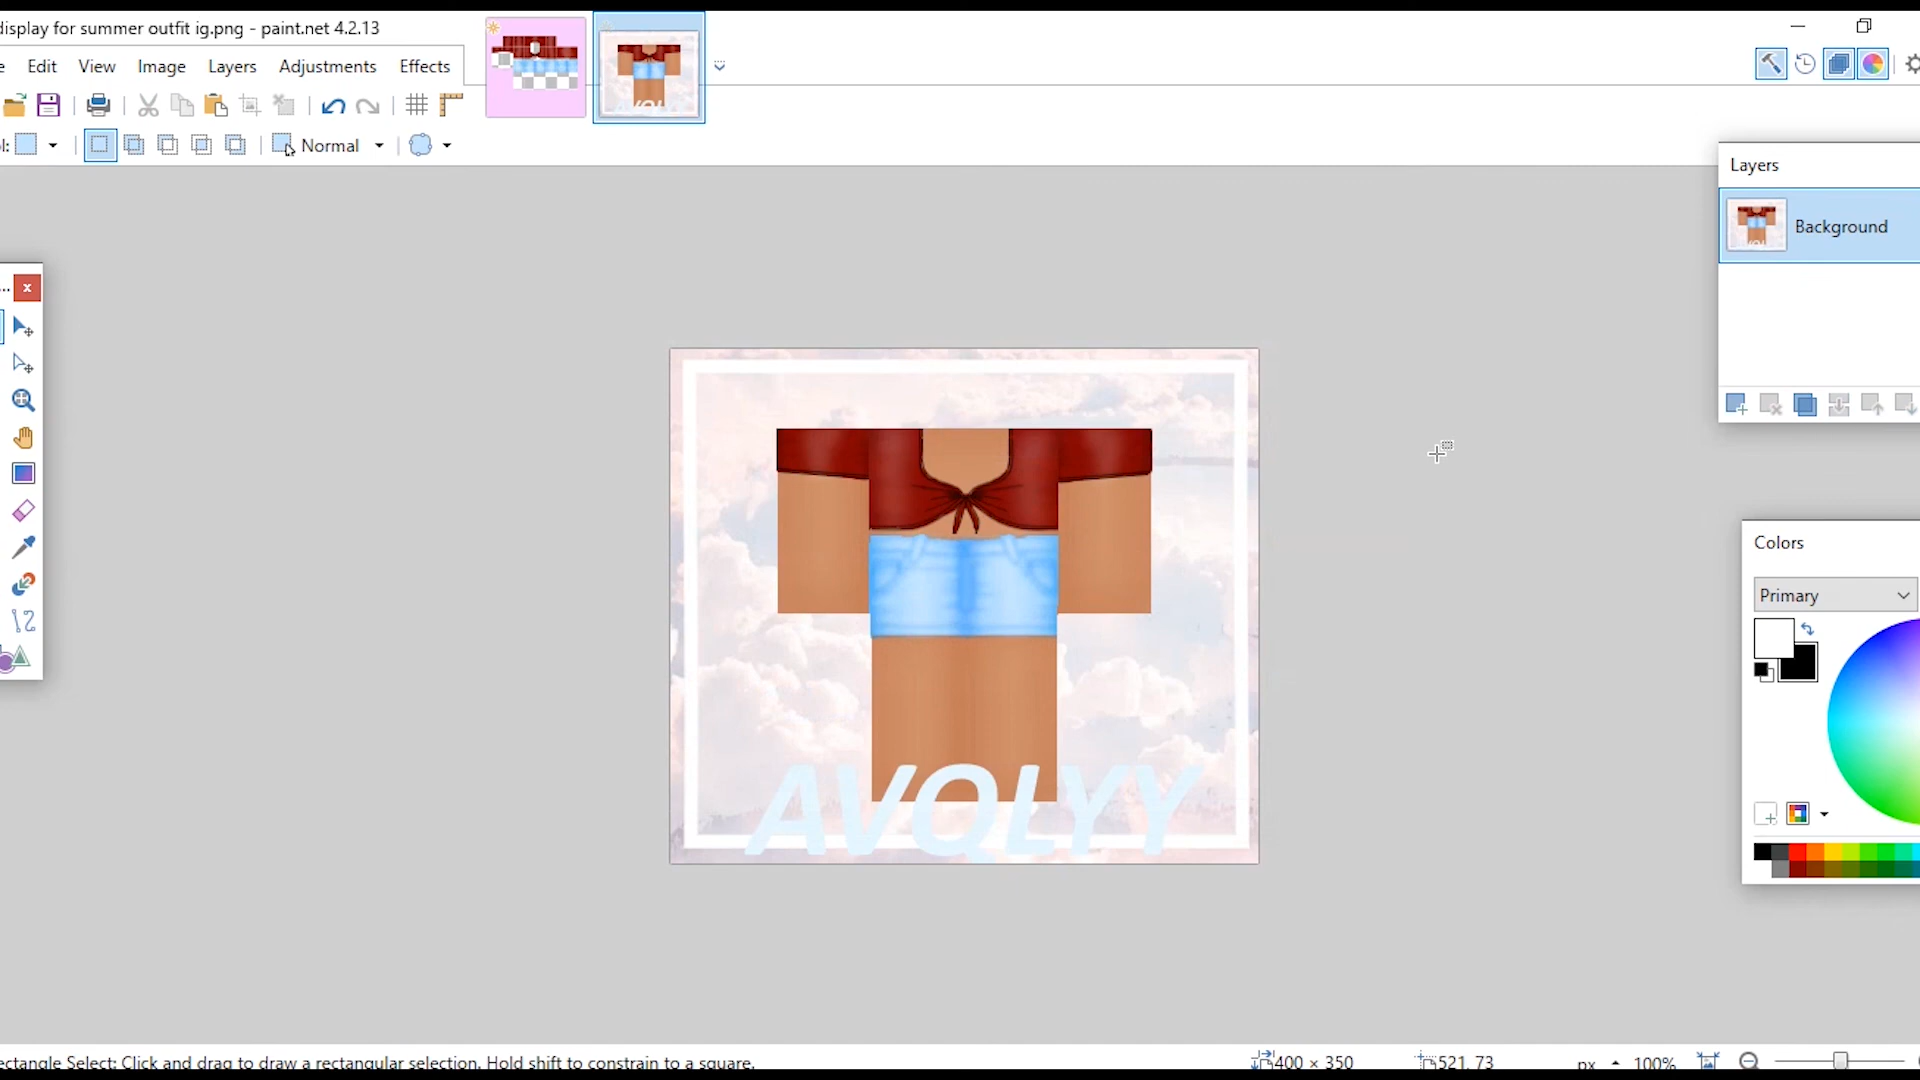 display for summer outfit ig.png - paint.net 4.2.13
e Edit View Image Layers Adjustments Effects
l: Normal
Layers
Background
...
x
Colors
Primary
AVQLYY
ectangle Select: Click and drag to draw a rectangular selection. Hold shift to constrain to a square.
400 × 350
521, 73
px
100%